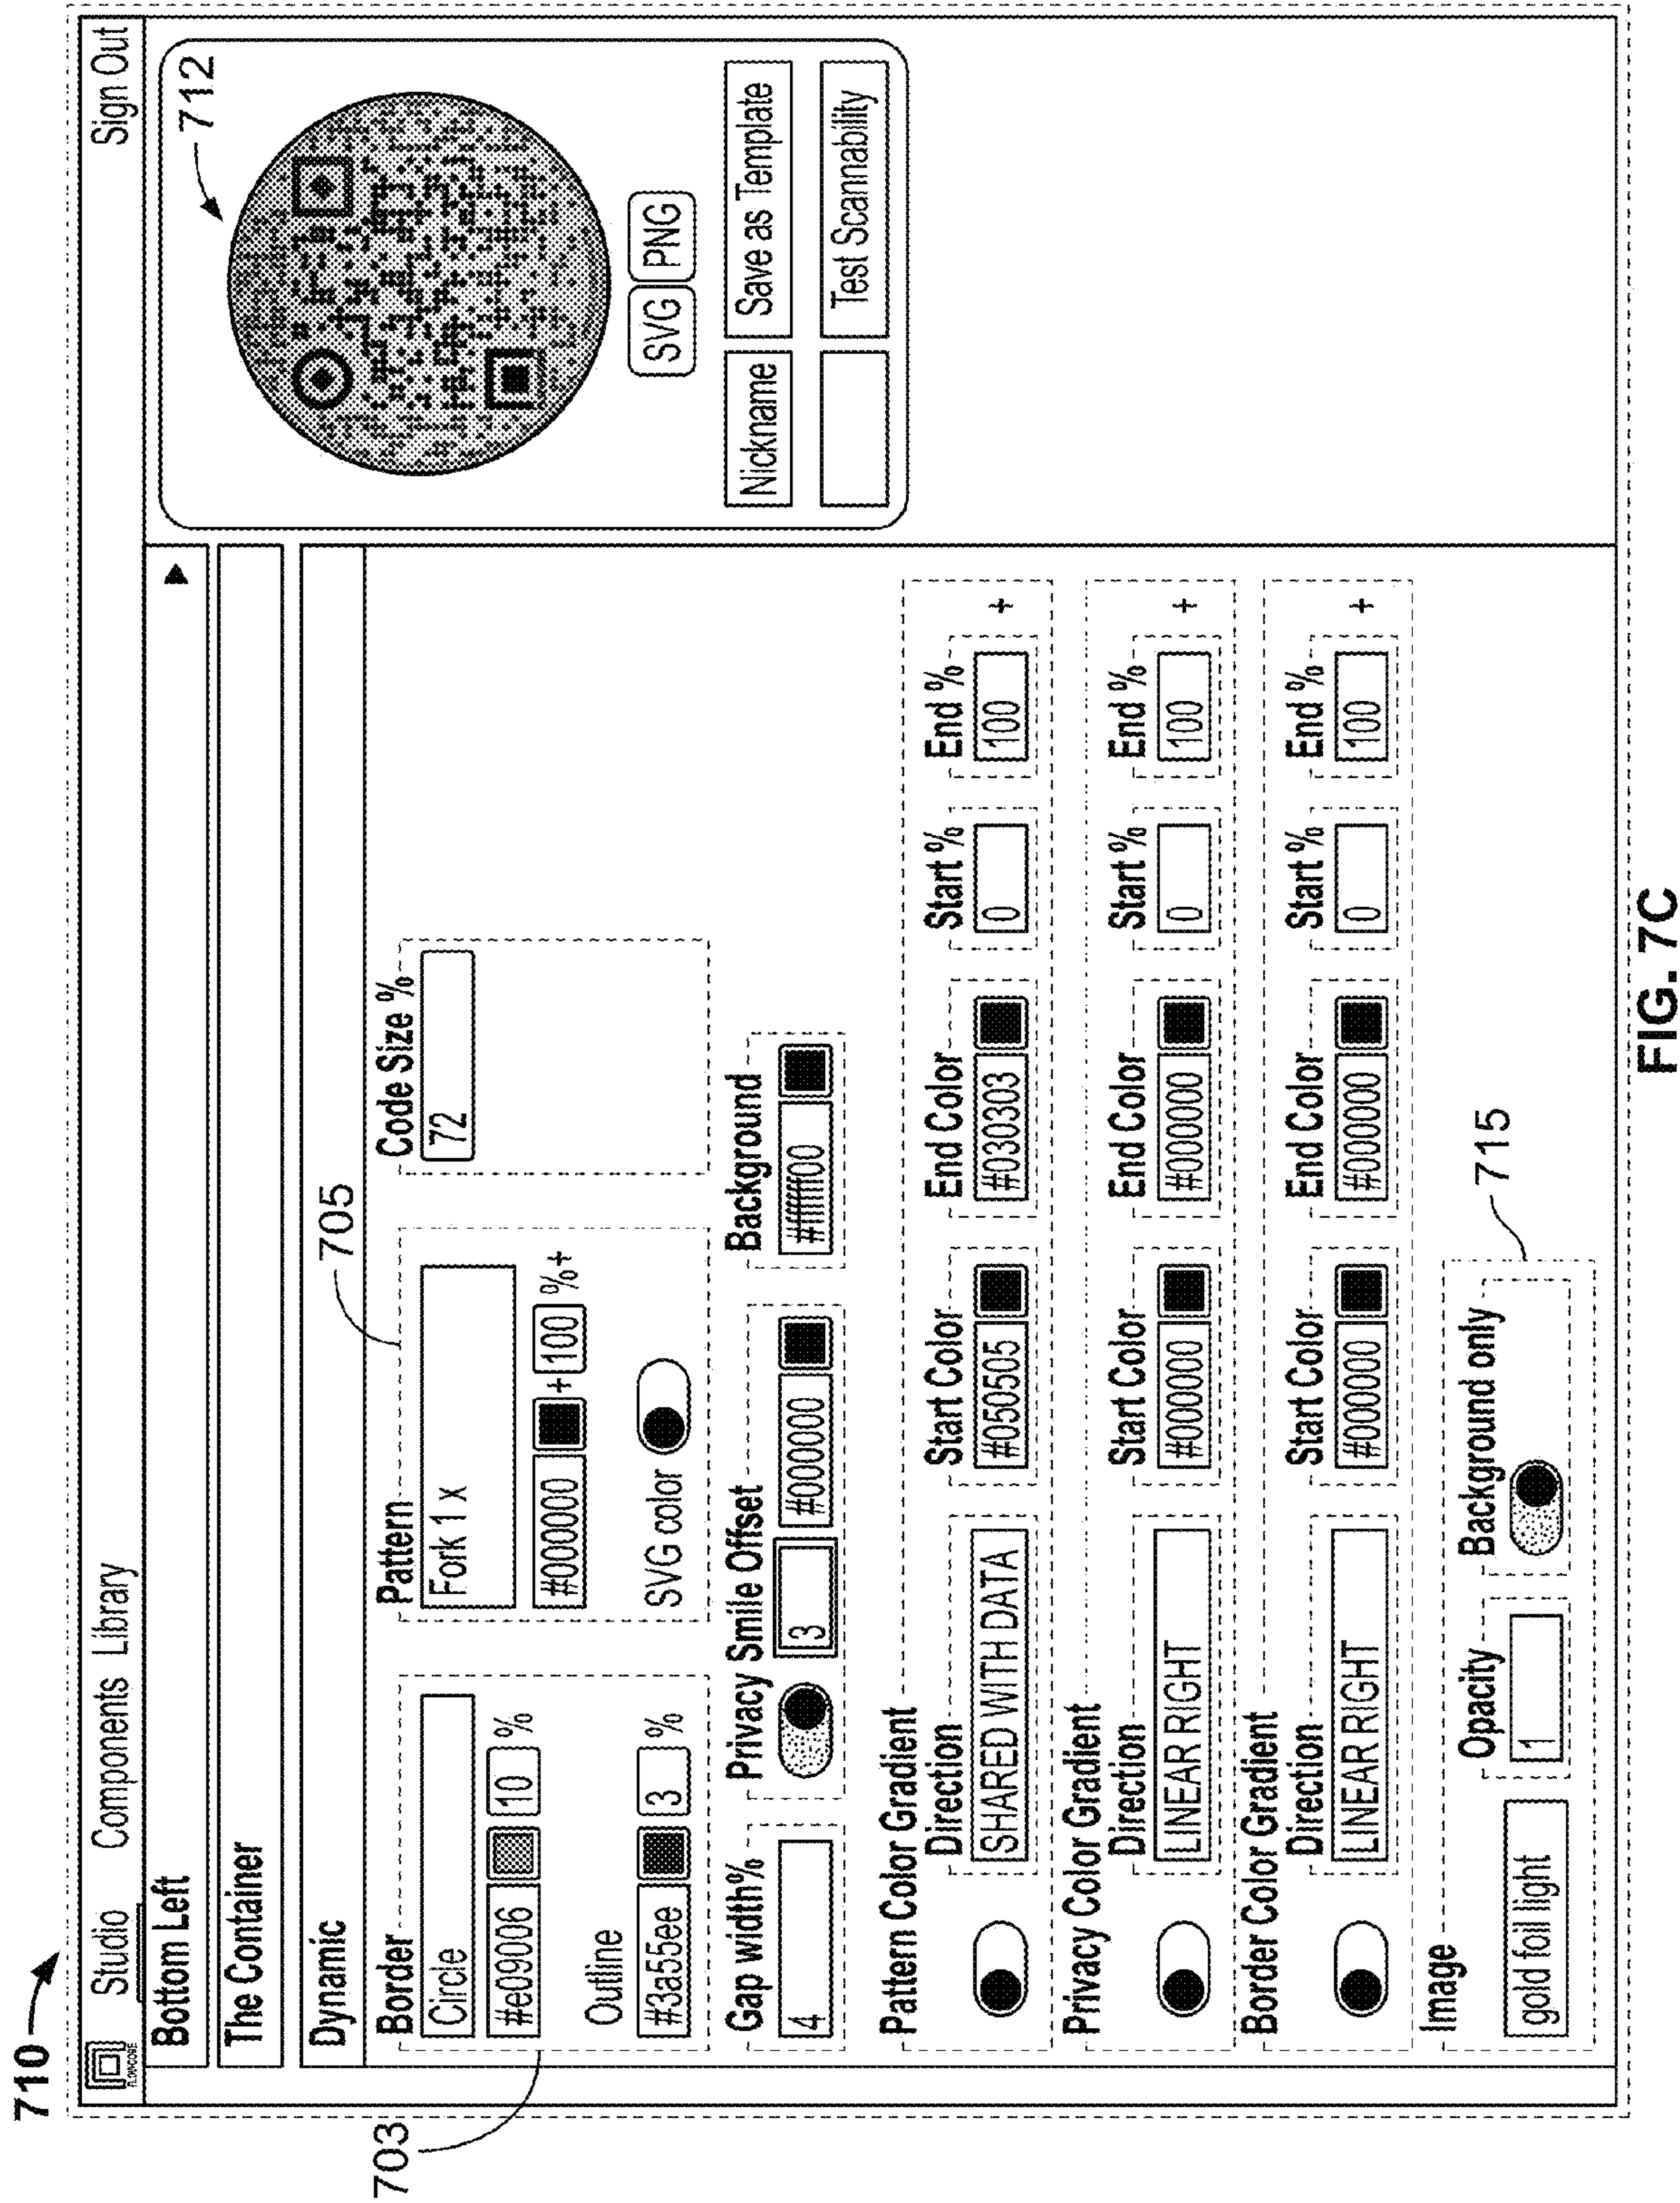 710
FLOWCODE
Studio Components Library Sign Out
Bottom Left
The Container
Dynamic
712
703
705
Border Pattern Code Size %
Circle Fork 1 x 72
#e09006 10 % #000000 + 100 %+
Outline SVG color
#3a55ee 3 %
Gap width% Privacy Smile Offset Background
4 3 #000000 #ffffff00
Pattern Color Gradient
Direction Start Color End Color Start % End %
SHARED WITH DATA #050505 #030303 0 100 +
Privacy Color Gradient
Direction Start Color End Color Start % End %
LINEAR RIGHT #000000 #000000 0 100 +
Border Color Gradient
Direction Start Color End Color Start % End %
LINEAR RIGHT #000000 #000000 0 100 +
Image
Opacity Background only
gold foil light 1
715
SVG PNG
Nickname Save as Template
Test Scannability
FIG. 7C